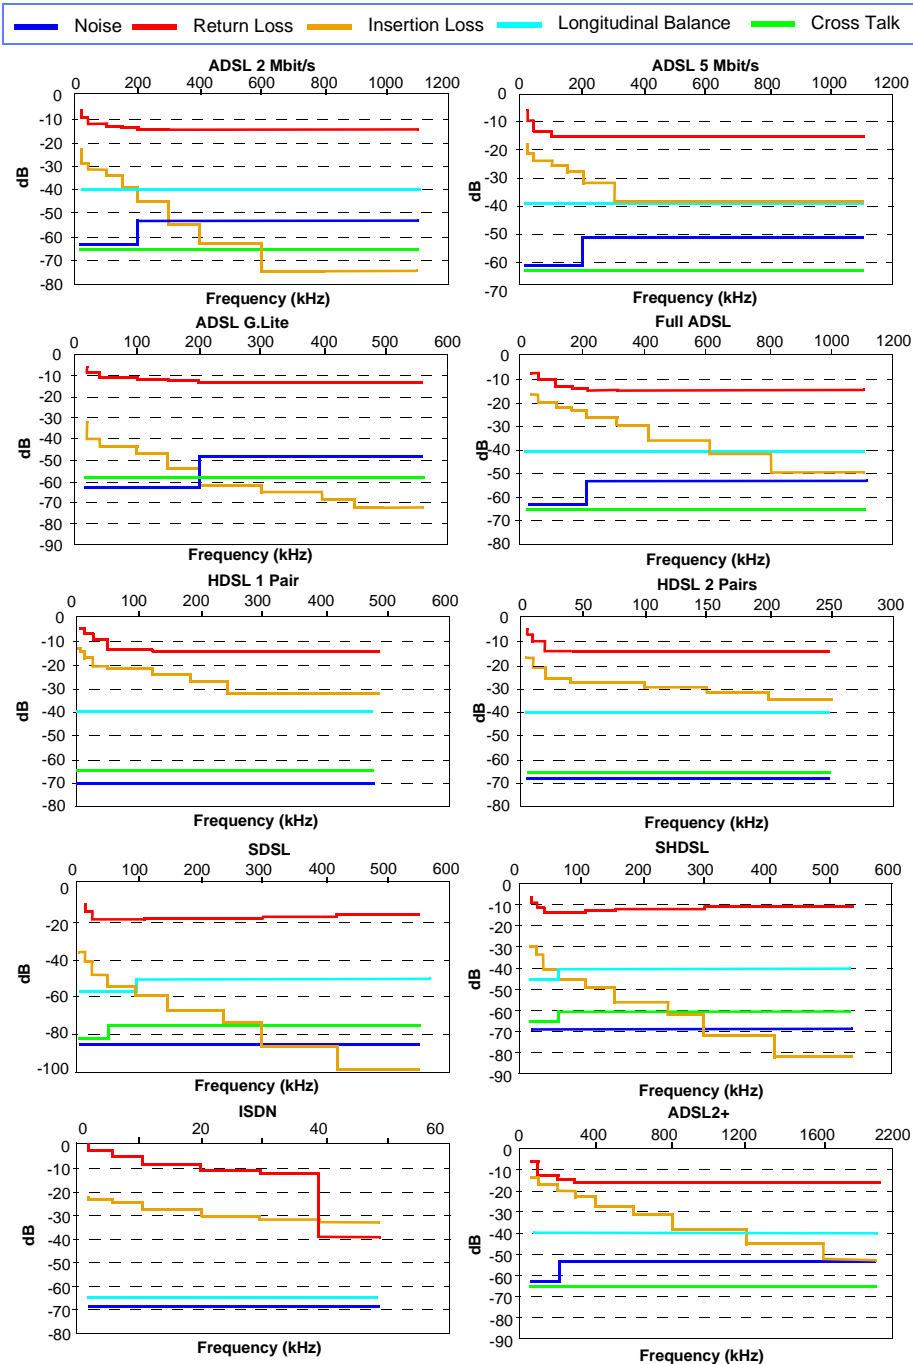 Noise Return Loss Insertion Loss Longitudinal Balance Cross Talk
ADSL 2 Mbit/s
0 200 400 600 800 1000 1200
0
-10
-20
-30
-40
-50
-60
-70
-80
dB
Frequency (kHz)
ADSL 5 Mbit/s
0 200 400 600 800 1000 1200
0
-10
-20
-30
-40
-50
-60
-70
dB
Frequency (kHz)
ADSL G.Lite
0 100 200 300 400 500 600
0
-10
-20
-30
-40
-50
-60
-70
-80
-90
dB
Frequency (kHz)
Full ADSL
0 200 400 600 800 1000 1200
0
-10
-20
-30
-40
-50
-60
-70
-80
dB
Frequency (kHz)
HDSL 1 Pair
0 100 200 300 400 500 600
0
-10
-20
-30
-40
-50
-60
-70
-80
dB
Frequency (kHz)
HDSL 2 Pairs
0 50 100 150 200 250 300
0
-10
-20
-30
-40
-50
-60
-70
-80
dB
Frequency (kHz)
SDSL
0 100 200 300 400 500 600
0
-20
-40
-60
-80
-100
dB
Frequency (kHz)
SHDSL
0 100 200 300 400 500 600
0
-10
-20
-30
-40
-50
-60
-70
-80
-90
dB
Frequency (kHz)
ISDN
0 20 40 60
0
-10
-20
-30
-40
-50
-60
-70
-80
dB
Frequency (kHz)
ADSL2+
0 400 800 1200 1600 2200
0
-10
-20
-30
-40
-50
-60
-70
-80
-90
dB
Frequency (kHz)